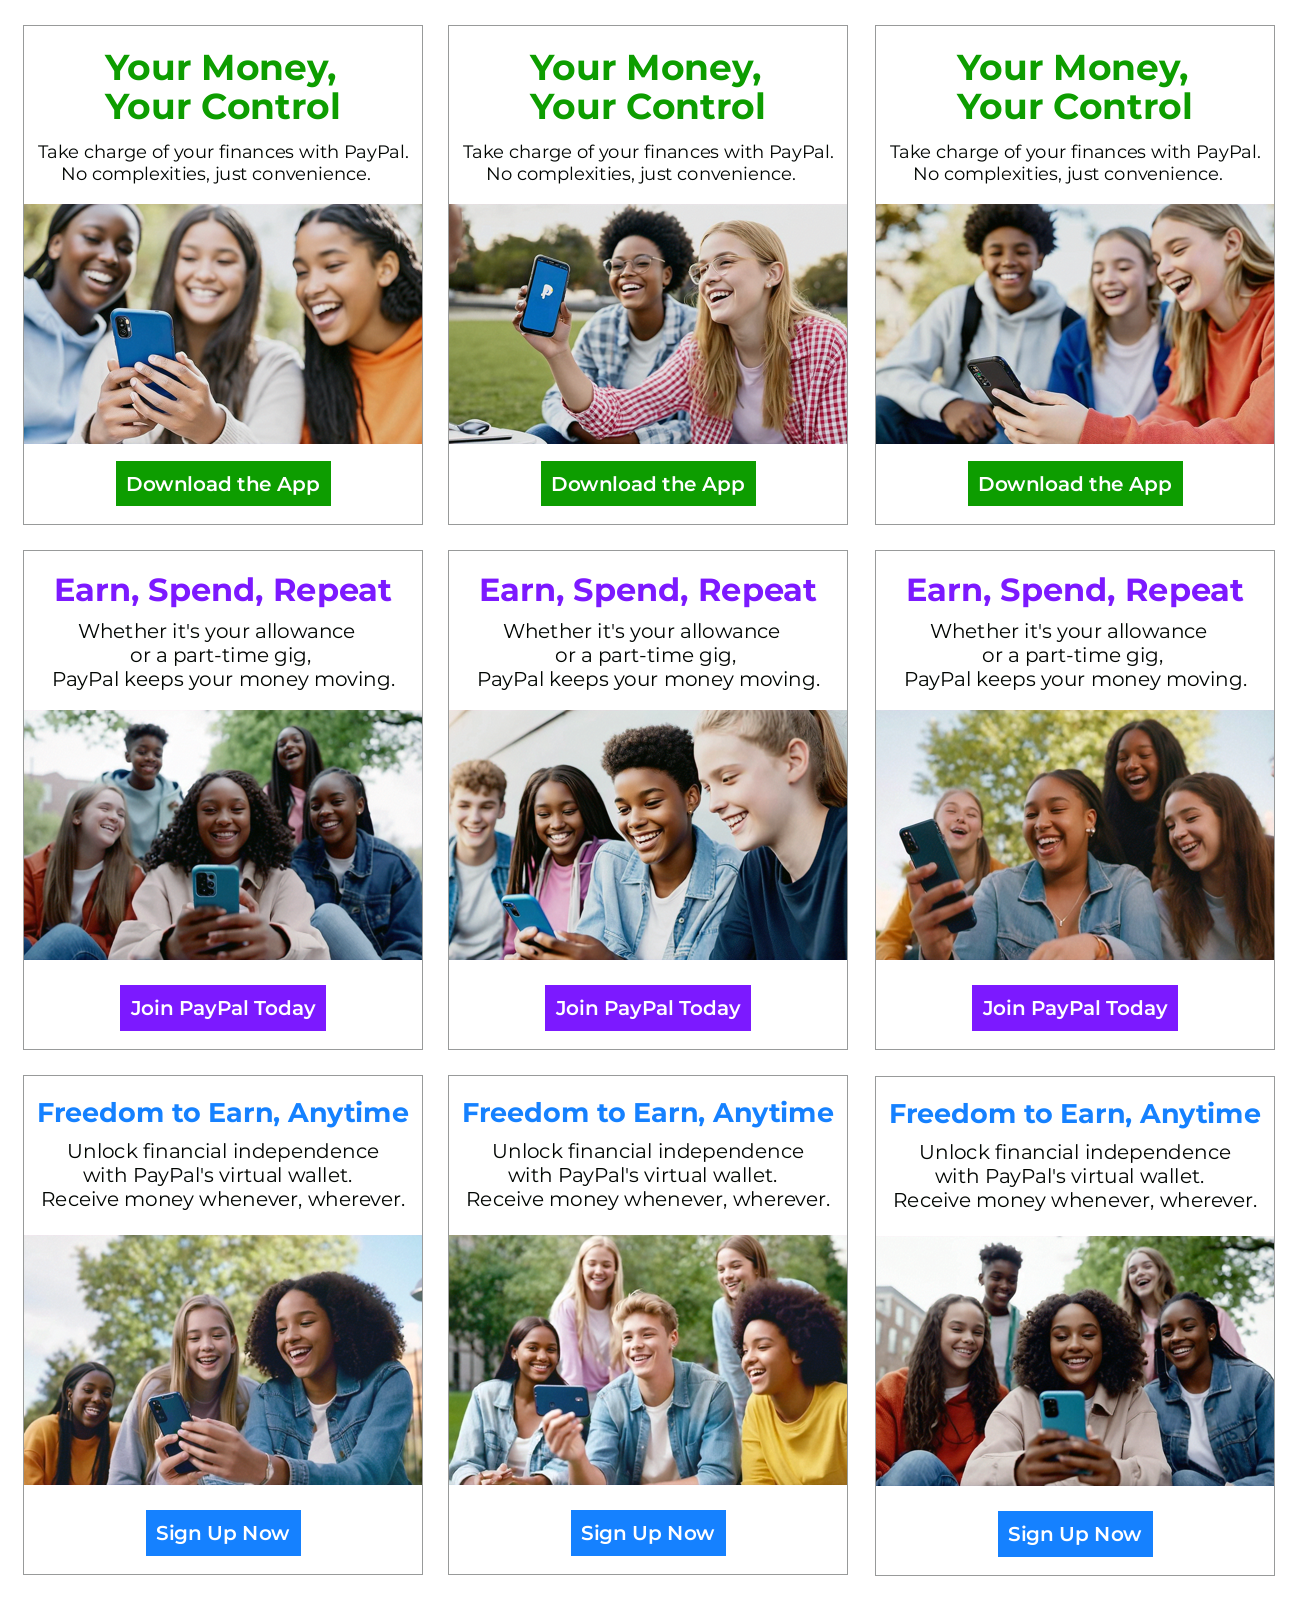 Your Money,
Your Control
Take charge of your finances with PayPal.
No complexities, just convenience.
Download the App
Your Money,
Your Control
Take charge of your finances with PayPal.
No complexities, just convenience.
P
Download the App
Your Money,
Your Control
Take charge of your finances with PayPal.
No complexities, just convenience.
Download the App
Earn, Spend, Repeat
Whether it's your allowance
or a part-time gig,
PayPal keeps your money moving.
Join PayPal Today
Earn, Spend, Repeat
Whether it's your allowance
or a part-time gig,
PayPal keeps your money moving.
Join PayPal Today
Earn, Spend, Repeat
Whether it's your allowance
or a part-time gig,
PayPal keeps your money moving.
Join PayPal Today
Freedom to Earn, Anytime
Unlock financial independence
with PayPal's virtual wallet.
Receive money whenever, wherever.
Sign Up Now
Freedom to Earn, Anytime
Unlock financial independence
with PayPal's virtual wallet.
Receive money whenever, wherever.
Sign Up Now
Freedom to Earn, Anytime
Unlock financial independence
with PayPal's virtual wallet.
Receive money whenever, wherever.
Sign Up Now